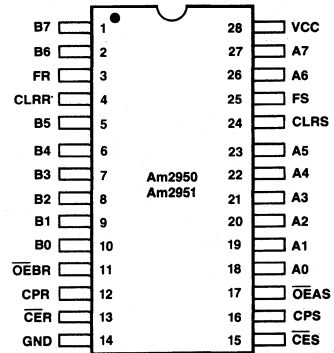 B7 1 28 VCC
B6 2 27 A7
FR 3 26 A6
CLRR 4 25 FS
B5 5 24 CLRS
B4 6 23 A5
B3 7 22 A4
Am2950
B2 8 21 A3
Am2951
B1 9 20 A2
B0 10 19 A1
OEBR 11 18 A0
CPR 12 17 OEAS
CER 13 16 CPS
GND 14 15 CES